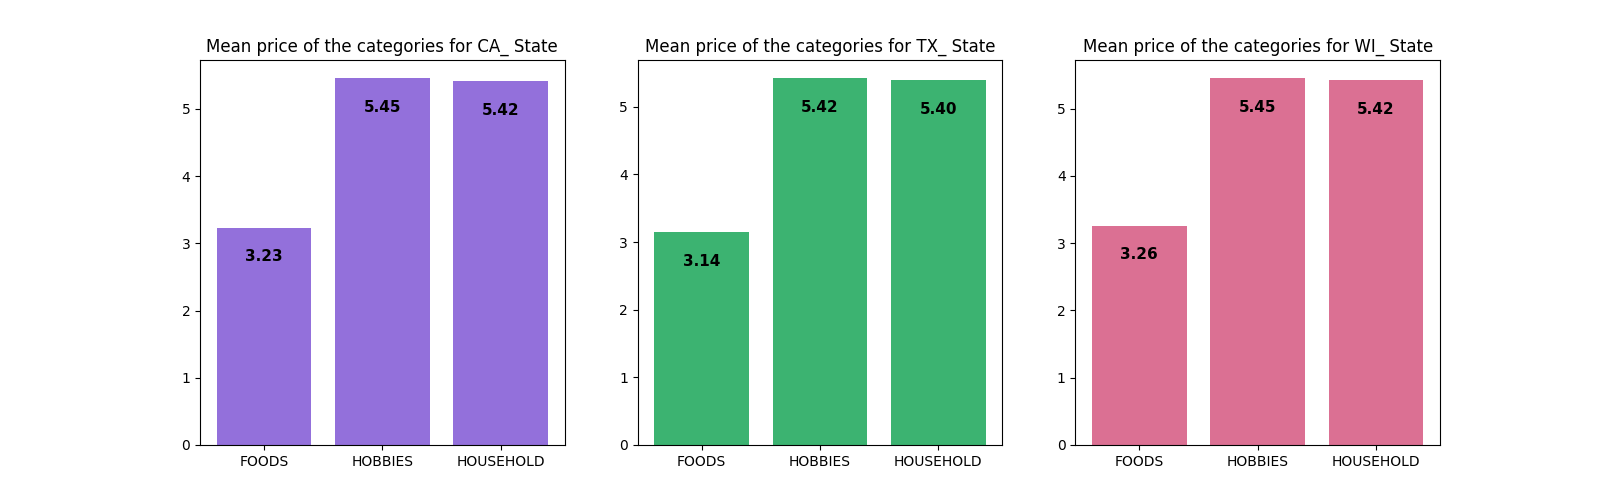 Mean price of the categories for CA_ State
5
4
3
2
1
0
5.45
5.42
3.23
FOODS
HOBBIES
HOUSEHOLD
Mean price of the categories for TX_ State
5
4
3
2
1
0
5.42
5.40
3.14
FOODS
HOBBIES
HOUSEHOLD
Mean price of the categories for WI_ State
5
4
3
2
1
0
5.45
5.42
3.26
FOODS
HOBBIES
HOUSEHOLD